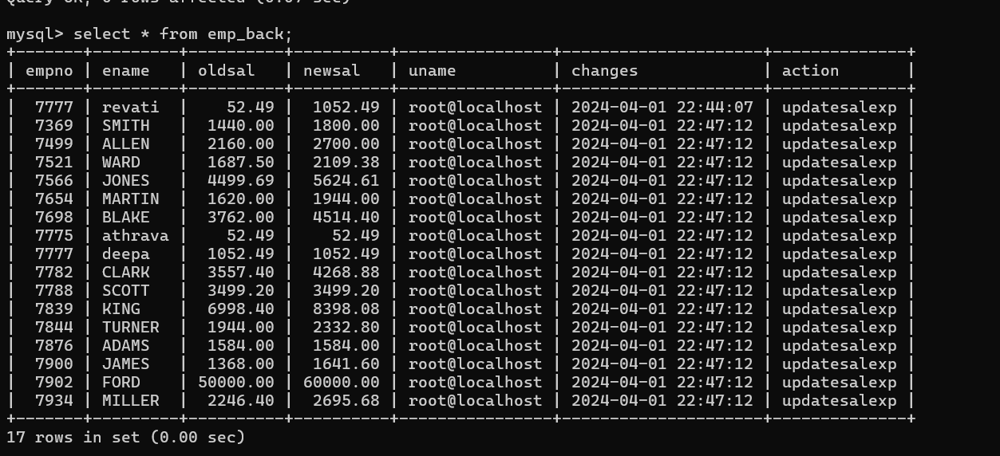 Query OK, 0 rows affected (0.07 sec)
mysql> select * from emp_back;
+-------+---------+----------+----------+----------------+---------------------+--------------+
| empno | ename   | oldsal   | newsal   | uname          | changes             | action       |
+-------+---------+----------+----------+----------------+---------------------+--------------+
|  7777 | revati  |    52.49 |  1052.49 | root@localhost | 2024-04-01 22:44:07 | updatesalexp |
|  7369 | SMITH   |  1440.00 |  1800.00 | root@localhost | 2024-04-01 22:47:12 | updatesalexp |
|  7499 | ALLEN   |  2160.00 |  2700.00 | root@localhost | 2024-04-01 22:47:12 | updatesalexp |
|  7521 | WARD    |  1687.50 |  2109.38 | root@localhost | 2024-04-01 22:47:12 | updatesalexp |
|  7566 | JONES   |  4499.69 |  5624.61 | root@localhost | 2024-04-01 22:47:12 | updatesalexp |
|  7654 | MARTIN  |  1620.00 |  1944.00 | root@localhost | 2024-04-01 22:47:12 | updatesalexp |
|  7698 | BLAKE   |  3762.00 |  4514.40 | root@localhost | 2024-04-01 22:47:12 | updatesalexp |
|  7775 | athrava |    52.49 |    52.49 | root@localhost | 2024-04-01 22:47:12 | updatesalexp |
|  7777 | deepa   |  1052.49 |  1052.49 | root@localhost | 2024-04-01 22:47:12 | updatesalexp |
|  7782 | CLARK   |  3557.40 |  4268.88 | root@localhost | 2024-04-01 22:47:12 | updatesalexp |
|  7788 | SCOTT   |  3499.20 |  3499.20 | root@localhost | 2024-04-01 22:47:12 | updatesalexp |
|  7839 | KING    |  6998.40 |  8398.08 | root@localhost | 2024-04-01 22:47:12 | updatesalexp |
|  7844 | TURNER  |  1944.00 |  2332.80 | root@localhost | 2024-04-01 22:47:12 | updatesalexp |
|  7876 | ADAMS   |  1584.00 |  1584.00 | root@localhost | 2024-04-01 22:47:12 | updatesalexp |
|  7900 | JAMES   |  1368.00 |  1641.60 | root@localhost | 2024-04-01 22:47:12 | updatesalexp |
|  7902 | FORD    | 50000.00 | 60000.00 | root@localhost | 2024-04-01 22:47:12 | updatesalexp |
|  7934 | MILLER  |  2246.40 |  2695.68 | root@localhost | 2024-04-01 22:47:12 | updatesalexp |
+-------+---------+----------+----------+----------------+---------------------+--------------+
17 rows in set (0.00 sec)